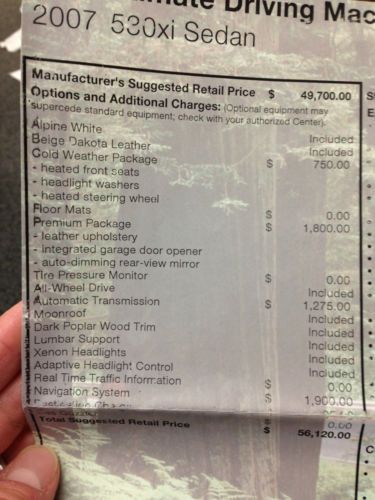 Driving Mac
2007 530xi Sedan
Manufacturer's Suggested Retail Price $ 49,700.00
Options and Additional Charges: (Optional equipment may
supercede standard equipment; check with your authorized Center).
Alpine White Included
Beige Dakota Leather Included
Cold Weather Package $ 750.00
- heated front seats
- headlight washers
- heated steering wheel
Floor Mats $ 0.00
Premium Package $ 1,800.00
- leather upholstery
- integrated garage door opener
- auto-dimming rear-view mirror
Tire Pressure Monitor $ 0.00
All-Wheel Drive Included
Automatic Transmission $ 1,275.00
Moonroof Included
Dark Poplar Wood Trim Included
Lumbar Support Included
Xenon Headlights Included
Adaptive Headlight Control Included
Real Time Traffic Information $ 0.00
Navigation System $ 1,900.00
0.00
Total Suggested Retail Price $ 56,120.00